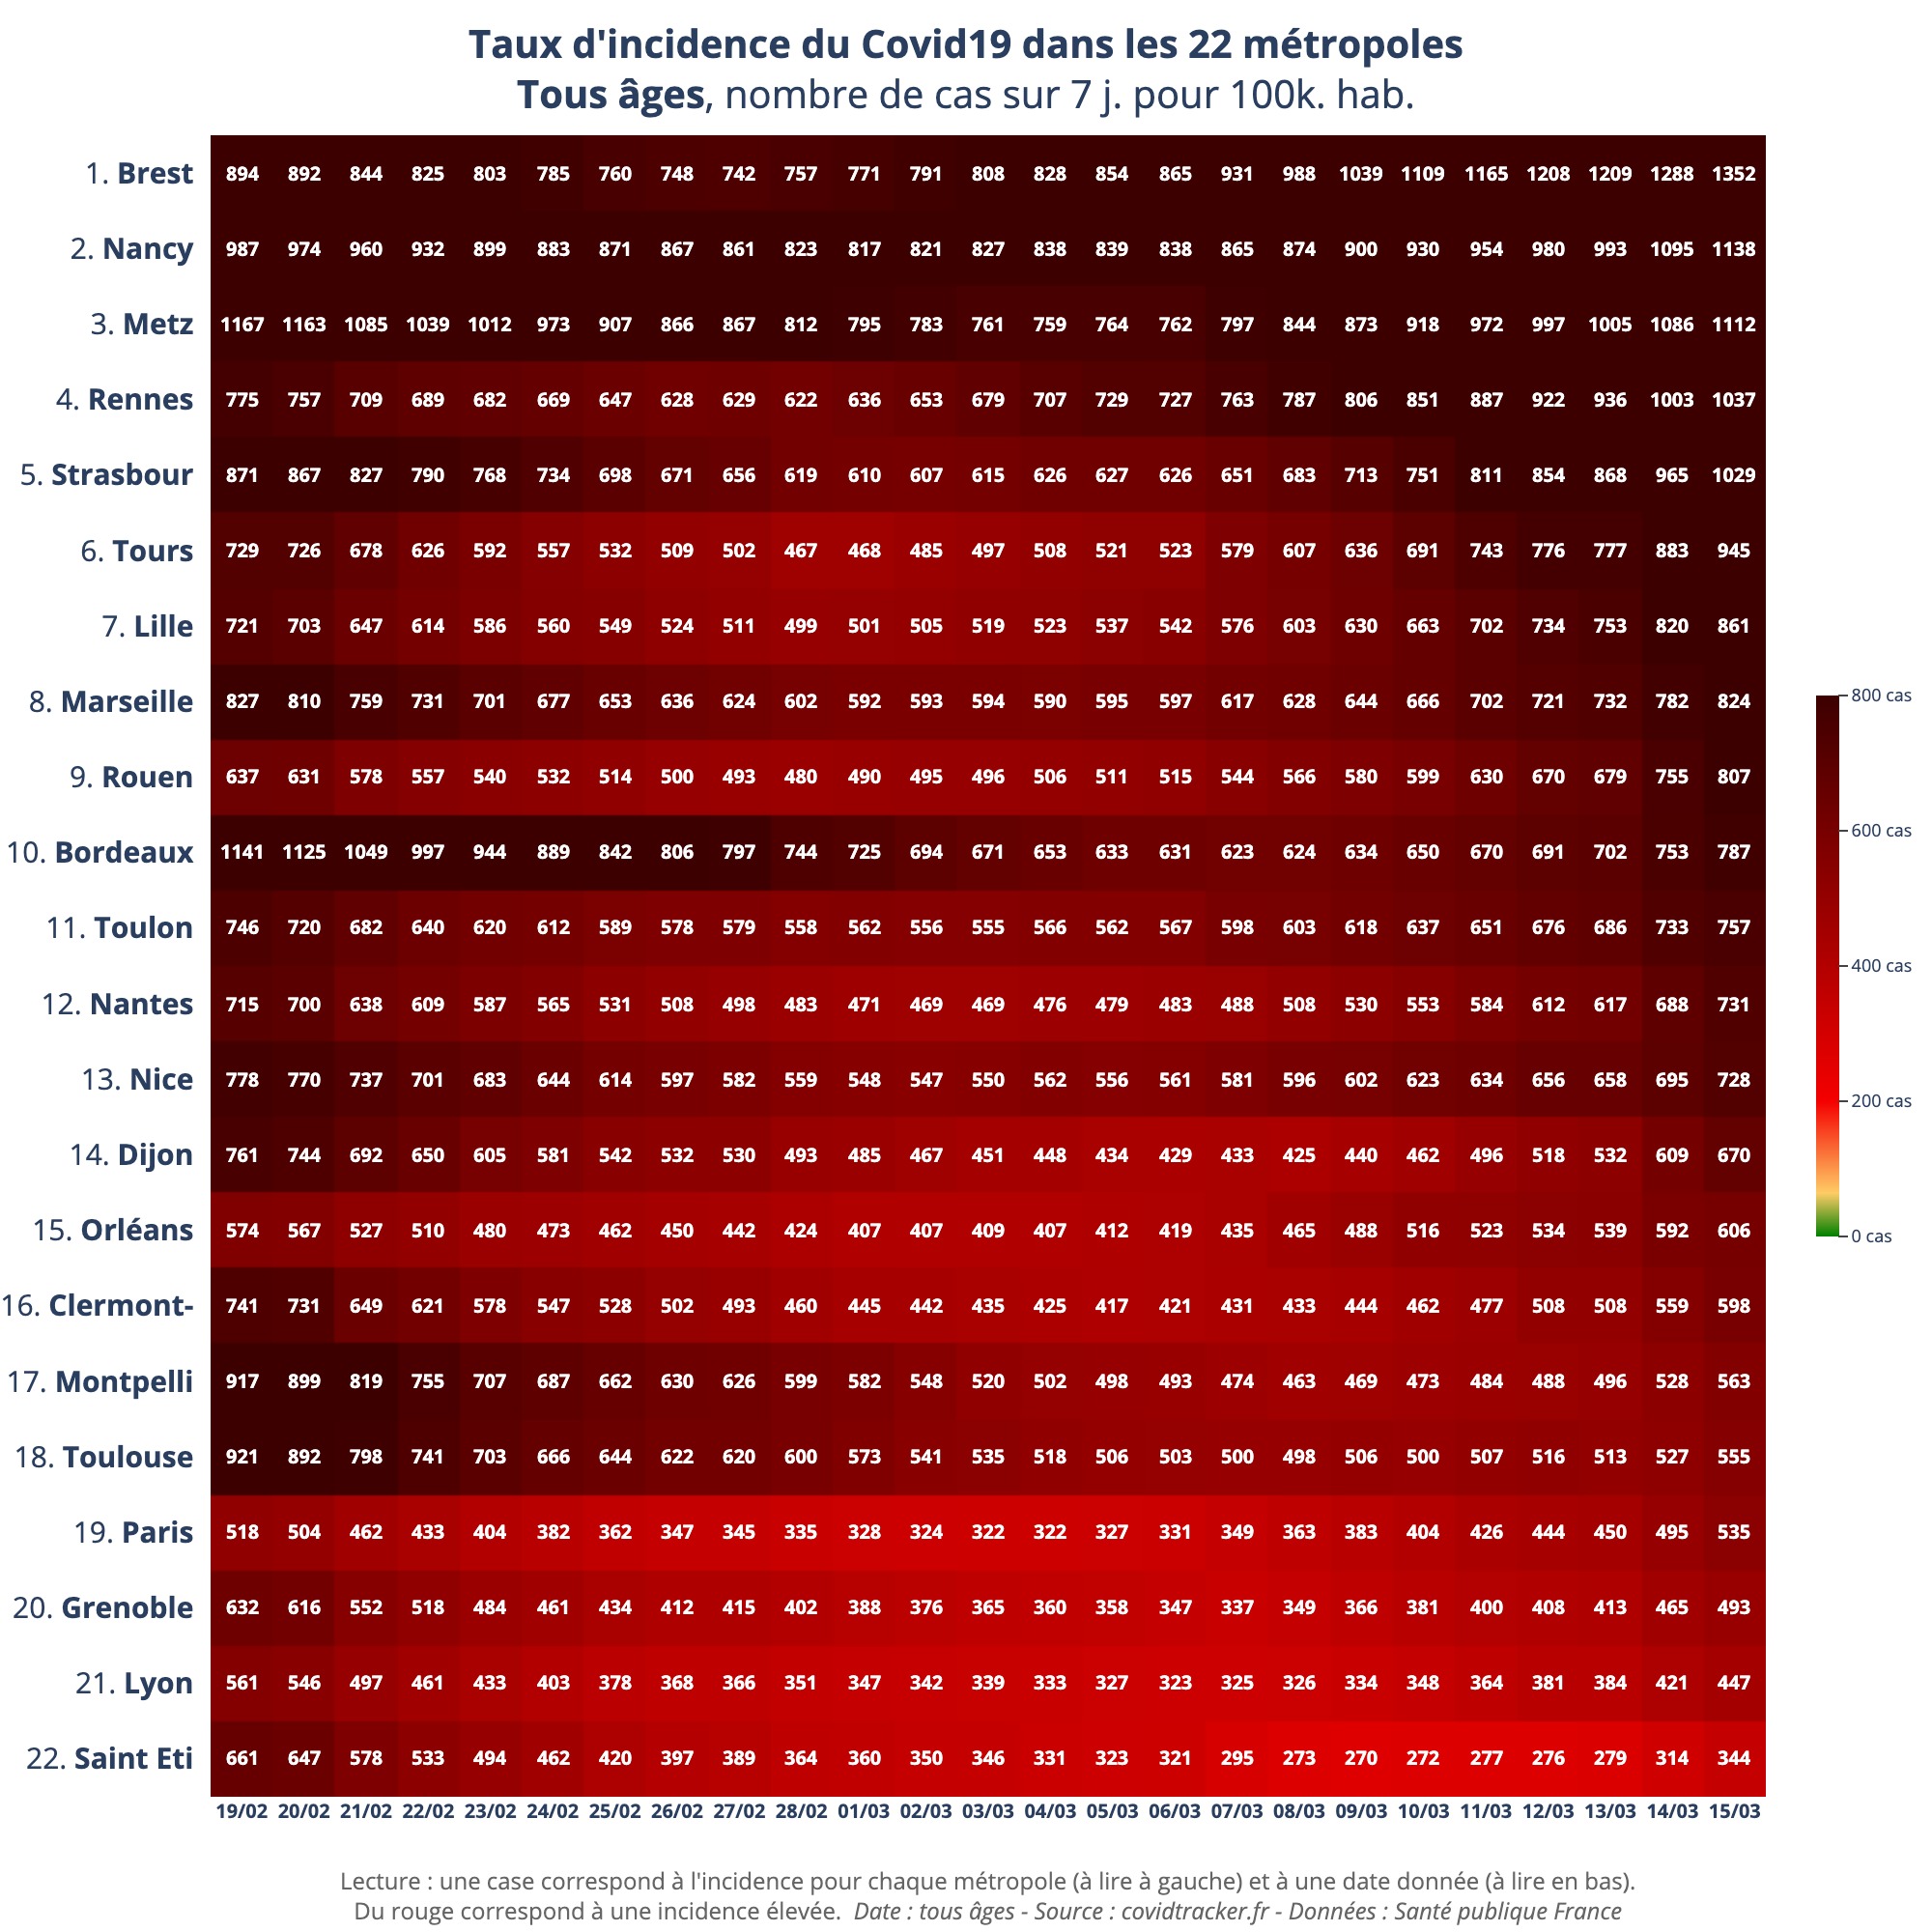 Taux d'incidence du Covid19 dans les 22 métropoles
Tous âges, nombre de cas sur 7 j. pour 100k. hab.
1. Brest 894 892 844 825 803 785 760 748 742 757 771 791 808 828 854 865 931 988 1039 1109 1165 1208 1209 1288 1352
2. Nancy 987 974 960 932 899 883 871 867 861 823 817 821 827 838 839 838 865 874 900 930 954 980 993 1095 1138
3. Metz 1167 1163 1085 1039 1012 973 907 866 867 812 795 783 761 759 764 762 797 844 873 918 972 997 1005 1086 1112
4. Rennes 775 757 709 689 682 669 647 628 629 622 636 653 679 707 729 727 763 787 806 851 887 922 936 1003 1037
5. Strasbour 871 867 827 790 768 734 698 671 656 619 610 607 615 626 627 626 651 683 713 751 811 854 868 965 1029
6. Tours 729 726 678 626 592 557 532 509 502 467 468 485 497 508 521 523 579 607 636 691 743 776 777 883 945
7. Lille 721 703 647 614 586 560 549 524 511 499 501 505 519 523 537 542 576 603 630 663 702 734 753 820 861
8. Marseille 827 810 759 731 701 677 653 636 624 602 592 593 594 590 595 597 617 628 644 666 702 721 732 782 824
9. Rouen 637 631 578 557 540 532 514 500 493 480 490 495 496 506 511 515 544 566 580 599 630 670 679 755 807
10. Bordeaux 1141 1125 1049 997 944 889 842 806 797 744 725 694 671 653 633 631 623 624 634 650 670 691 702 753 787
11. Toulon 746 720 682 640 620 612 589 578 579 558 562 556 555 566 562 567 598 603 618 637 651 676 686 733 757
12. Nantes 715 700 638 609 587 565 531 508 498 483 471 469 469 476 479 483 488 508 530 553 584 612 617 688 731
13. Nice 778 770 737 701 683 644 614 597 582 559 548 547 550 562 556 561 581 596 602 623 634 656 658 695 728
14. Dijon 761 744 692 650 605 581 542 532 530 493 485 467 451 448 434 429 433 425 440 462 496 518 532 609 670
15. Orléans 574 567 527 510 480 473 462 450 442 424 407 407 409 407 412 419 435 465 488 516 523 534 539 592 606
16. Clermont- 741 731 649 621 578 547 528 502 493 460 445 442 435 425 417 421 431 433 444 462 477 508 508 559 598
17. Montpelli 917 899 819 755 707 687 662 630 626 599 582 548 520 502 498 493 474 463 469 473 484 488 496 528 563
18. Toulouse 921 892 798 741 703 666 644 622 620 600 573 541 535 518 506 503 500 498 506 500 507 516 513 527 555
19. Paris 518 504 462 433 404 382 362 347 345 335 328 324 322 322 327 331 349 363 383 404 426 444 450 495 535
20. Grenoble 632 616 552 518 484 461 434 412 415 402 388 376 365 360 358 347 337 349 366 381 400 408 413 465 493
21. Lyon 561 546 497 461 433 403 378 368 366 351 347 342 339 333 327 323 325 326 334 348 364 381 384 421 447
22. Saint Eti 661 647 578 533 494 462 420 397 389 364 360 350 346 331 323 321 295 273 270 272 277 276 279 314 344
19/02 20/02 21/02 22/02 23/02 24/02 25/02 26/02 27/02 28/02 01/03 02/03 03/03 04/03 05/03 06/03 07/03 08/03 09/03 10/03 11/03 12/03 13/03 14/03 15/03
800 cas
600 cas
400 cas
200 cas
0 cas
Lecture : une case correspond à l'incidence pour chaque métropole (à lire à gauche) et à une date donnée (à lire en bas).
Du rouge correspond à une incidence élevée. Date : tous âges - Source : covidtracker.fr - Données : Santé publique France